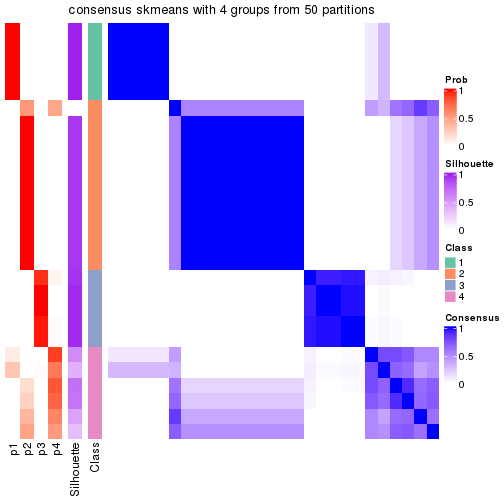 consensus skmeans with 4 groups from 50 partitions
Prob
1
0.5
0
Silhouette
1
0.5
0
Class
1
2
3
4
Consensus
1
0.5
0
p1
p2
p3
p4
Silhouette
Class